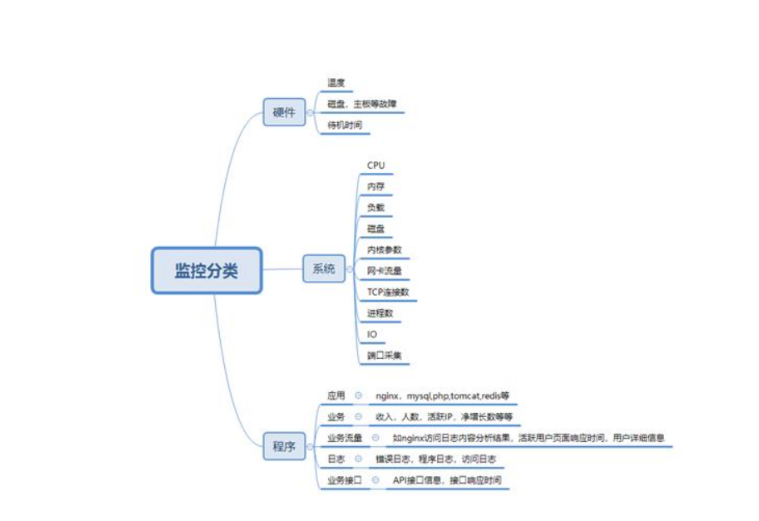 监控分类
硬件
温度
磁盘、主板等故障
待机时间
系统
CPU
内存
负载
磁盘
内核参数
网卡流量
TCP连接数
进程数
IO
端口采集
程序
应用 nginx、mysql,php,tomcat,redis等
业务 收入、人数、活跃IP、净增长数等等
业务流量 如nginx访问日志内容分析结果，活跃用户页面响应时间、用户详细信息
日志 错误日志、程序日志、访问日志
业务接口 API接口信息、接口响应时间